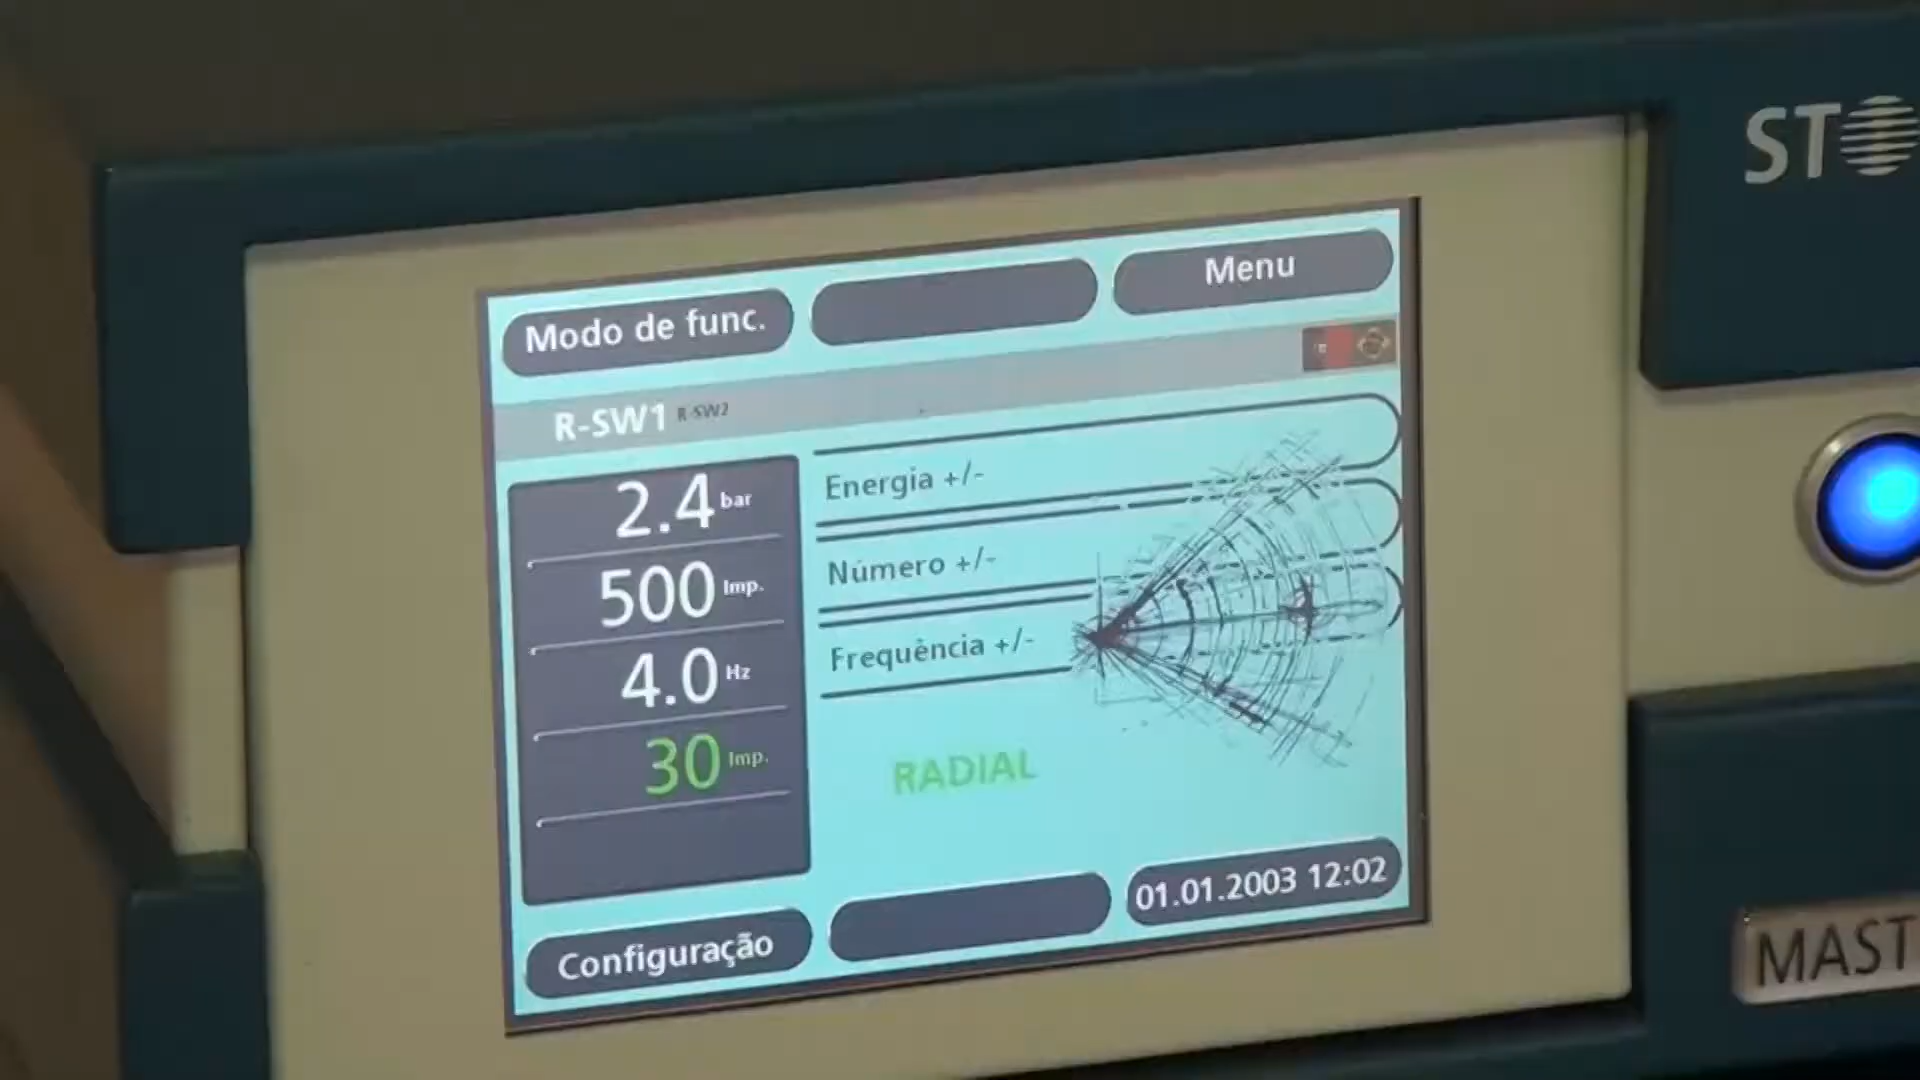 ST
Modo de func.
Menu
R-SW1 R-SW2
2.4 bar
Energia +/-
500 Imp.
Número +/-
4.0 Hz
Frequência +/-
30 Imp.
RADIAL
Configuração
01.01.2003 12:02
MAST